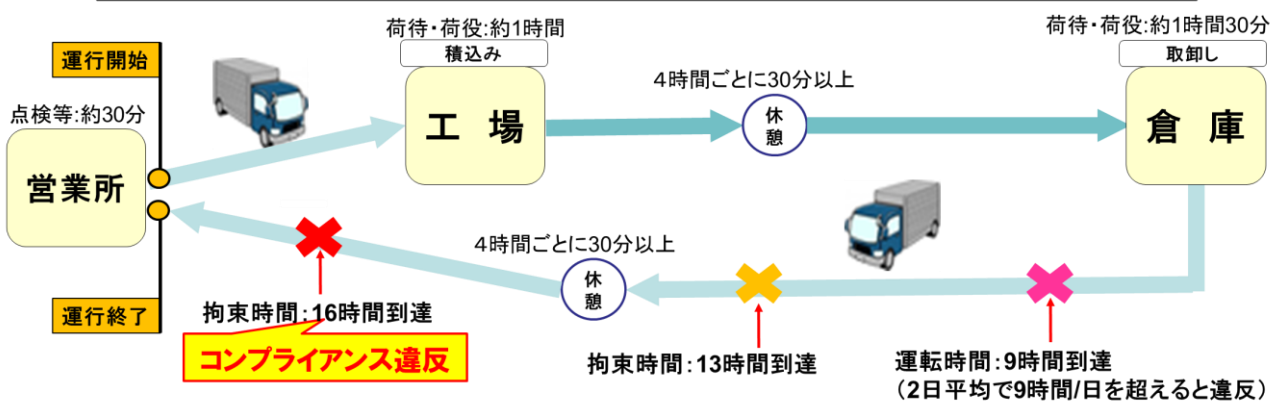 運行開始
点検等:約30分
営業所
運行終了
荷待・荷役:約1時間
積込み
工 場
4時間ごとに30分以上
休
憩
荷待・荷役:約1時間30分
取卸し
倉 庫
4時間ごとに30分以上
休
憩
拘束時間:16時間到達
コンプライアンス違反
拘束時間:13時間到達
運転時間:9時間到達
(2日平均で9時間/日を超えると違反)